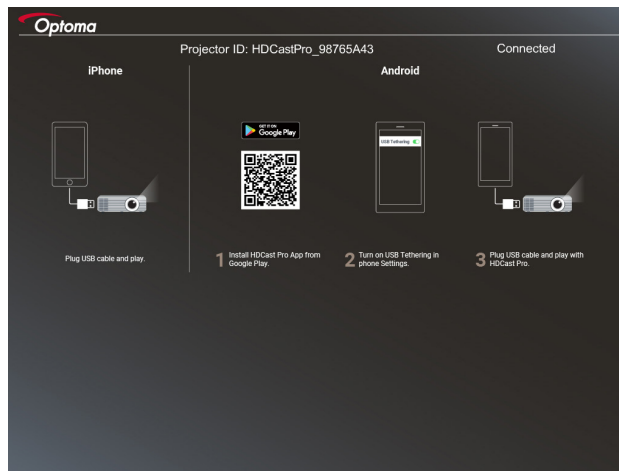 Optoma
Projector ID: HDCastPro_98765A43
Connected
iPhone
Android
GET IT ON
Google Play
USB Tethering
Plug USB cable and play.
1 Install HDCast Pro App from
Google Play.
2 Turn on USB Tethering in
phone Settings.
3 Plug USB cable and play with
HDCast Pro.